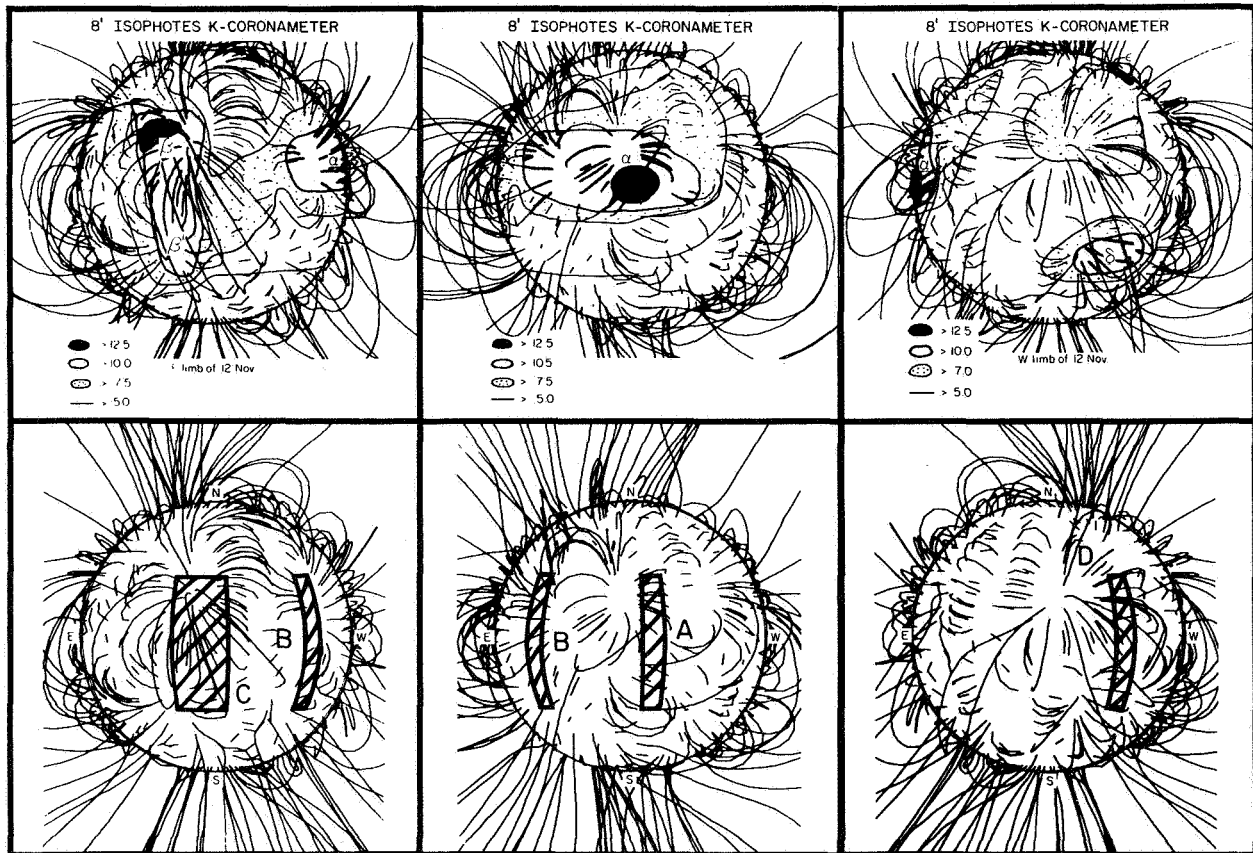 8' ISOPHOTES K-CORONAMETER
α
>12.5
>10.0
> 7.5
> 5.0
limb of 12 Nov.
8' ISOPHOTES K-CORONAMETER
α
> 12.5
> 10.5
> 7.5
> 5.0
8' ISOPHOTES K-CORONAMETER
> 12.5
> 10.0
> 7.0
> 5.0
W limb of 12 Nov.
N
E
B
W
C
S
N
E
B
A
W
S
N
D
E
W
S